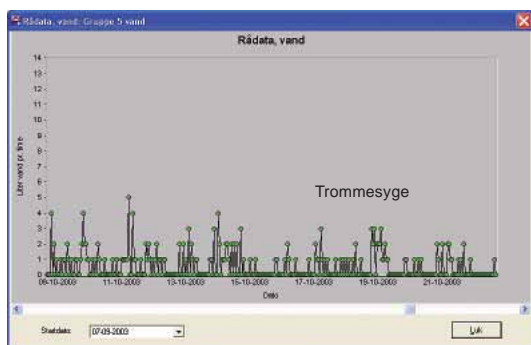 Rådata, vand: Gruppe 5 vand
Rådata, vand
14
13
12
11
10
9
8
7
6
5
4
3
2
1
0
Liter vand pr. time
Trommesyge
09-10-2003 11-10-2003 13-10-2003 15-10-2003 17-10-2003 19-10-2003 21-10-2003
Dato
Startdato: 07-09-2003 Luk